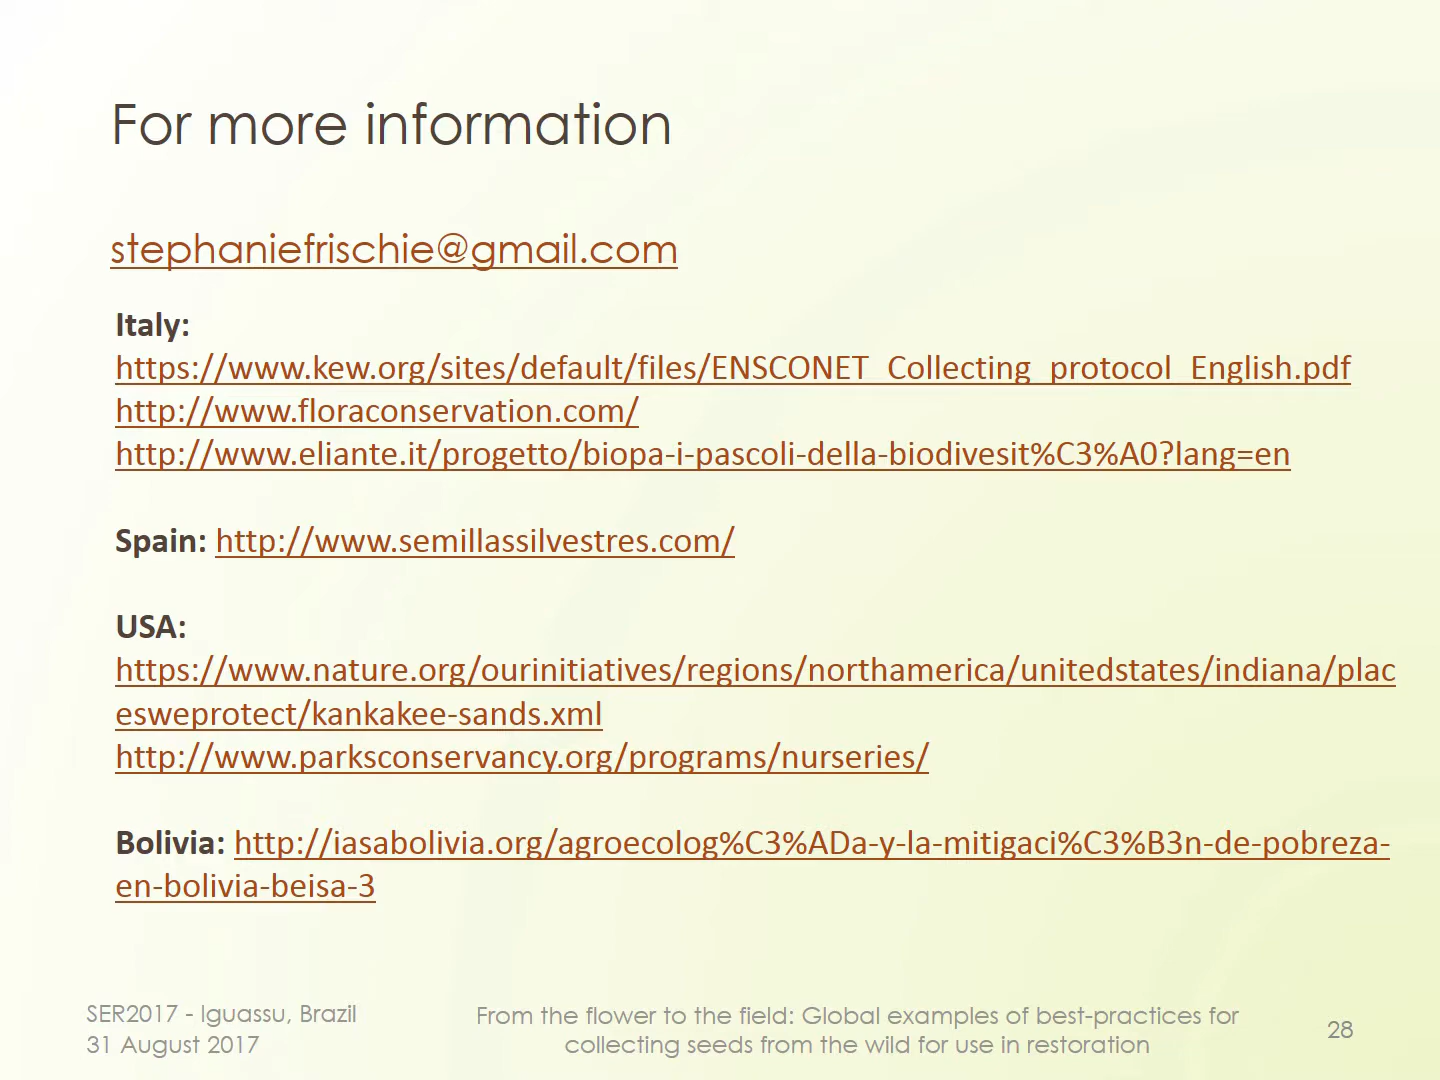 For more information
stephaniefrischie@gmail.com
Italy:
https://www.kew.org/sites/default/files/ENSCONET_Collecting_protocol_English.pdf
http://www.floraconservation.com/
http://www.eliante.it/progetto/biopa-i-pascoli-della-biodivesit%C3%A0?lang=en
Spain: http://www.semillassilvestres.com/
USA:
https://www.nature.org/ourinitiatives/regions/northamerica/unitedstates/indiana/plac
esweprotect/kankakee-sands.xml
http://www.parksconservancy.org/programs/nurseries/
Bolivia: http://iasabolivia.org/agroecolog%C3%ADa-y-la-mitigaci%C3%B3n-de-pobreza-
en-bolivia-beisa-3
SER2017 - Iguassu, Brazil
31 August 2017
From the flower to the field: Global examples of best-practices for
collecting seeds from the wild for use in restoration
28